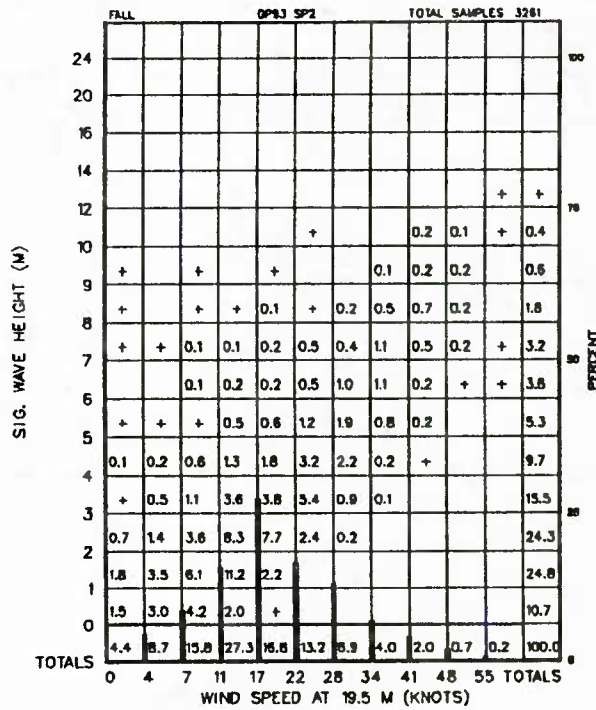 FALL OP93 SP2 TOTAL SAMPLES 3261
24 100
20
16
14
+ +
12 75
+ 0.2 0.1 + 0.4
10
+ + + 0.1 0.2 0.2 0.6
9
+ + + 0.1 + 0.2 0.5 0.7 0.2 1.8
8
+ + 0.1 0.1 0.2 0.5 0.4 1.1 0.5 0.2 + 3.2
7 50
0.1 0.2 0.2 0.5 1.0 1.1 0.2 + + 3.6
6
+ + + 0.5 0.6 1.2 1.9 0.8 0.2 5.3
5
0.1 0.2 0.6 1.3 1.8 3.2 2.2 0.2 + 9.7
4
+ 0.5 1.1 3.6 3.8 5.4 0.9 0.1 15.5
3 25
0.7 1.4 3.6 8.3 7.7 2.4 0.2 24.3
2
1.8 3.5 6.1 11.2 2.2 24.8
1
1.5 3.0 4.2 2.0 + 10.7
0
4.4 8.7 15.8 27.3 16.6 13.2 6.9 4.0 2.0 0.7 0.2 100.0
TOTALS 0
0 4 7 11 17 22 28 34 41 48 55 TOTALS
WIND SPEED AT 19.5 M (KNOTS)
SIG. WAVE HEIGHT (M)
PERCENT